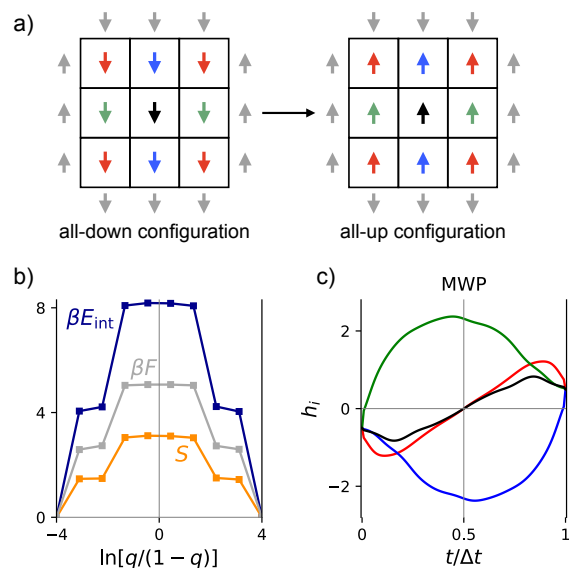 a)
all-down configuration
all-up configuration
b)
8
4
0
βE_int
βF
S
−4
0
4
ln[q/(1 − q)]
c)
MWP
2
0
−2
h_i
0
0.5
1
t/Δt